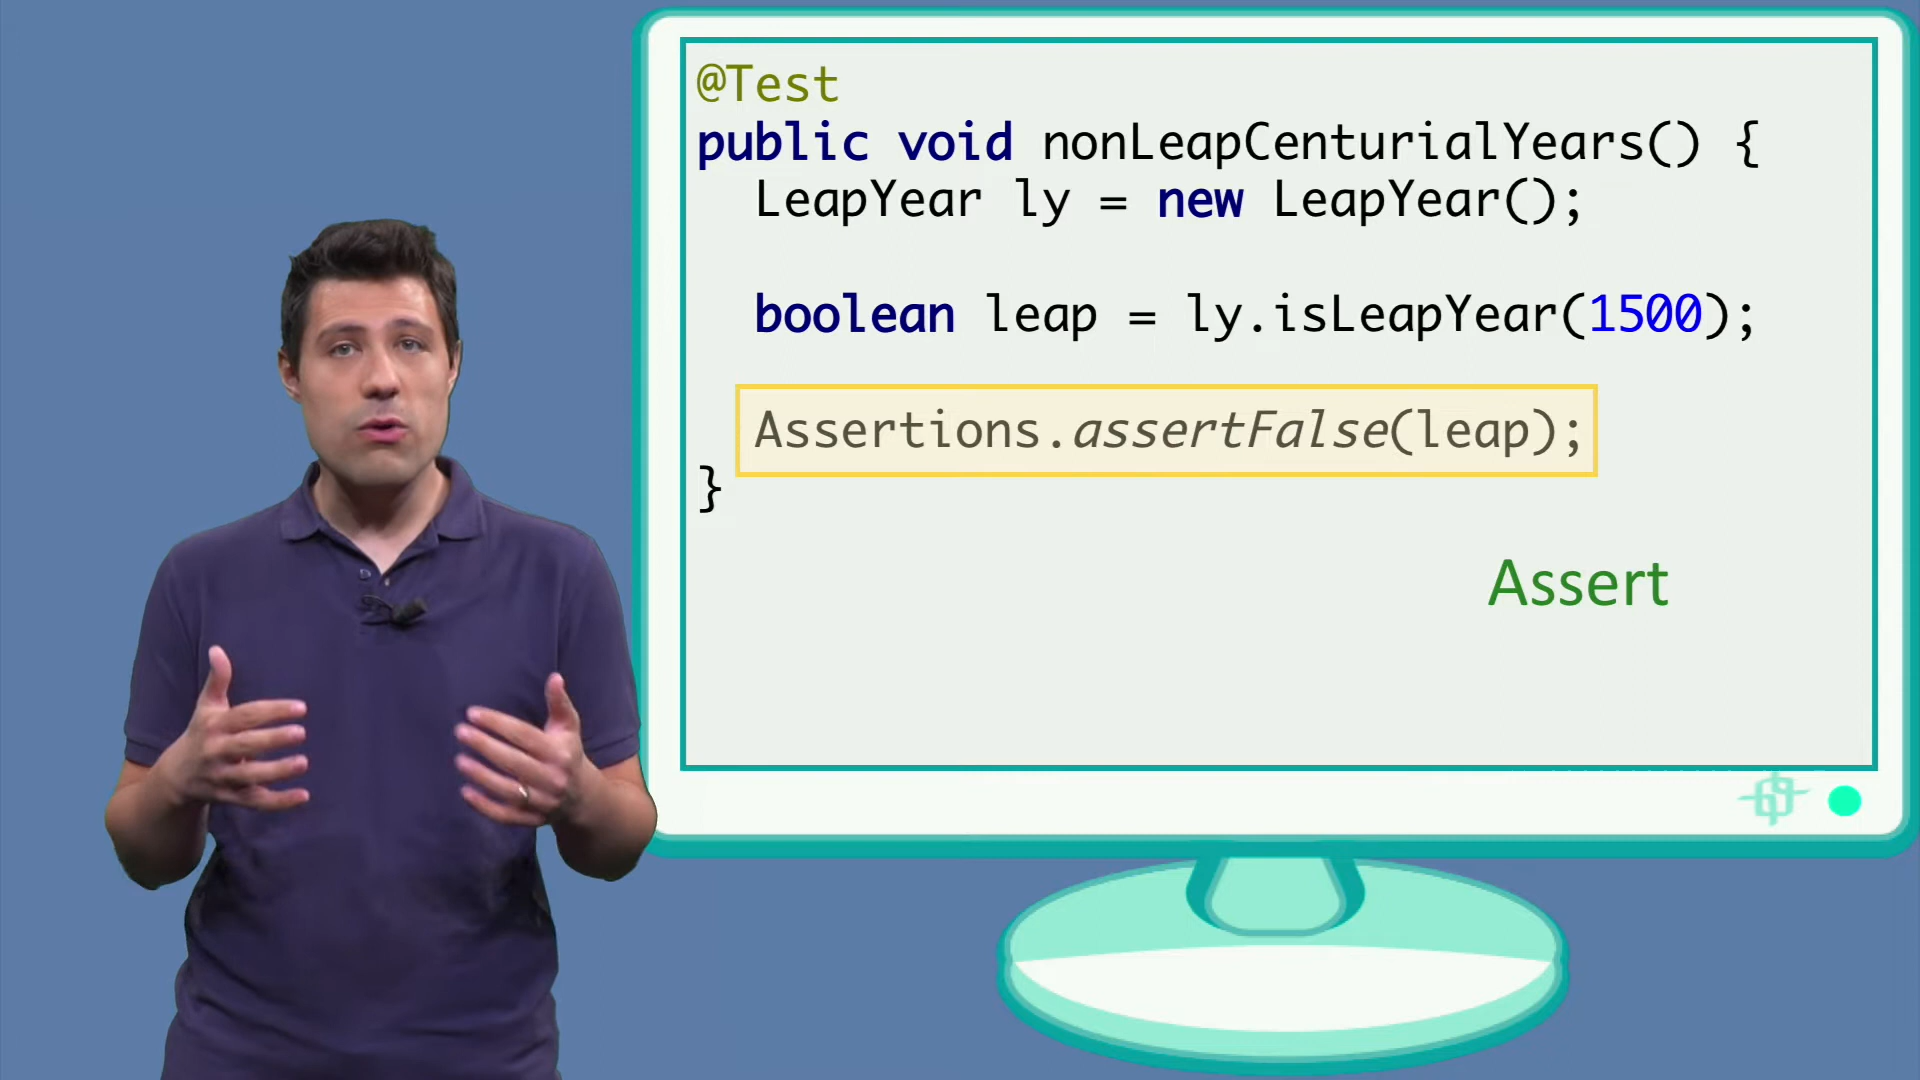 @Test
public void nonLeapCenturialYears() {
LeapYear ly = new LeapYear();
boolean leap = ly.isLeapYear(1500);
Assertions.assertFalse(leap);
}
Assert